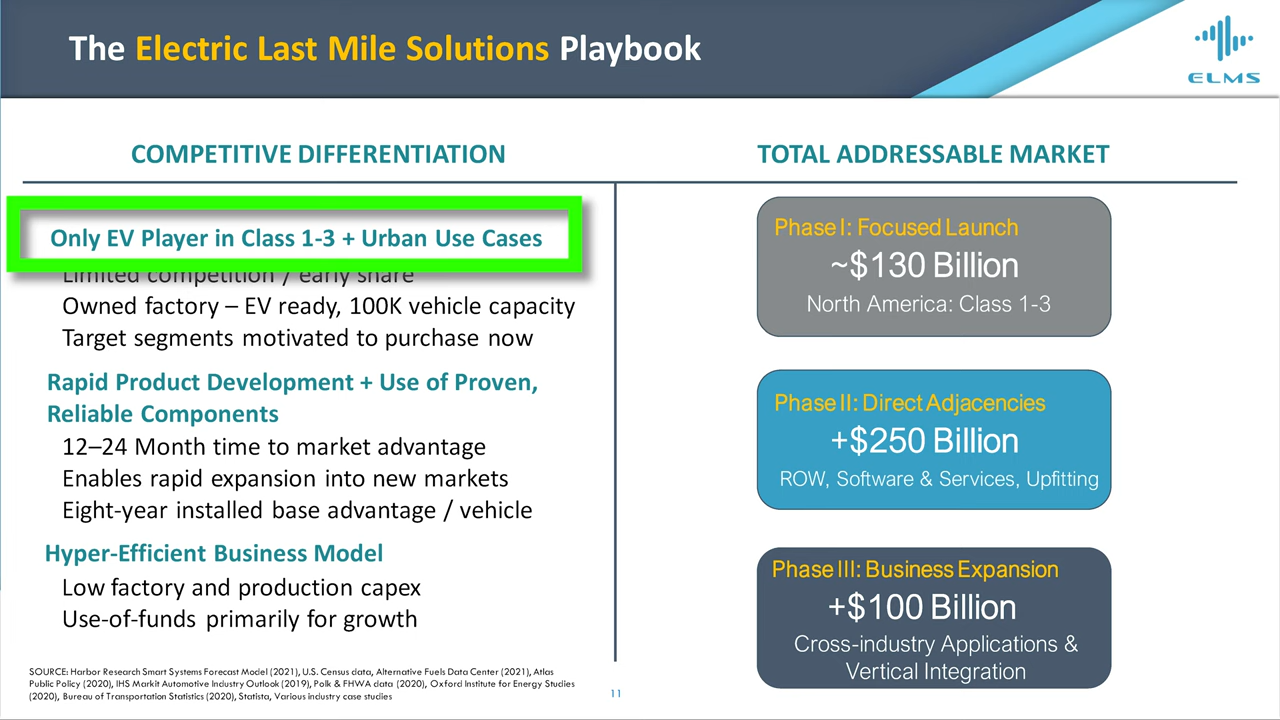 The Electric Last Mile Solutions Playbook
ELMS
COMPETITIVE DIFFERENTIATION
Only EV Player in Class 1-3 + Urban Use Cases
Limited competition / early share
Owned factory – EV ready, 100K vehicle capacity
Target segments motivated to purchase now
Rapid Product Development + Use of Proven,
Reliable Components
12–24 Month time to market advantage
Enables rapid expansion into new markets
Eight-year installed base advantage / vehicle
Hyper-Efficient Business Model
Low factory and production capex
Use-of-funds primarily for growth
TOTAL ADDRESSABLE MARKET
Phase I: Focused Launch
~$130 Billion
North America: Class 1-3
Phase II: Direct Adjacencies
+$250 Billion
ROW, Software & Services, Upfitting
Phase III: Business Expansion
+$100 Billion
Cross-industry Applications &
Vertical Integration
SOURCE: Harbor Research Smart Systems Forecast Model (2021), U.S. Census data, Alternative Fuels Data Center (2021), Atlas
Public Policy (2020), IHS Markit Automotive Industry Outlook (2019), Polk & FHWA data (2020), Oxford Institute for Energy Studies
(2020), Bureau of Transportation Statistics (2020), Statista, Various industry case studies
11